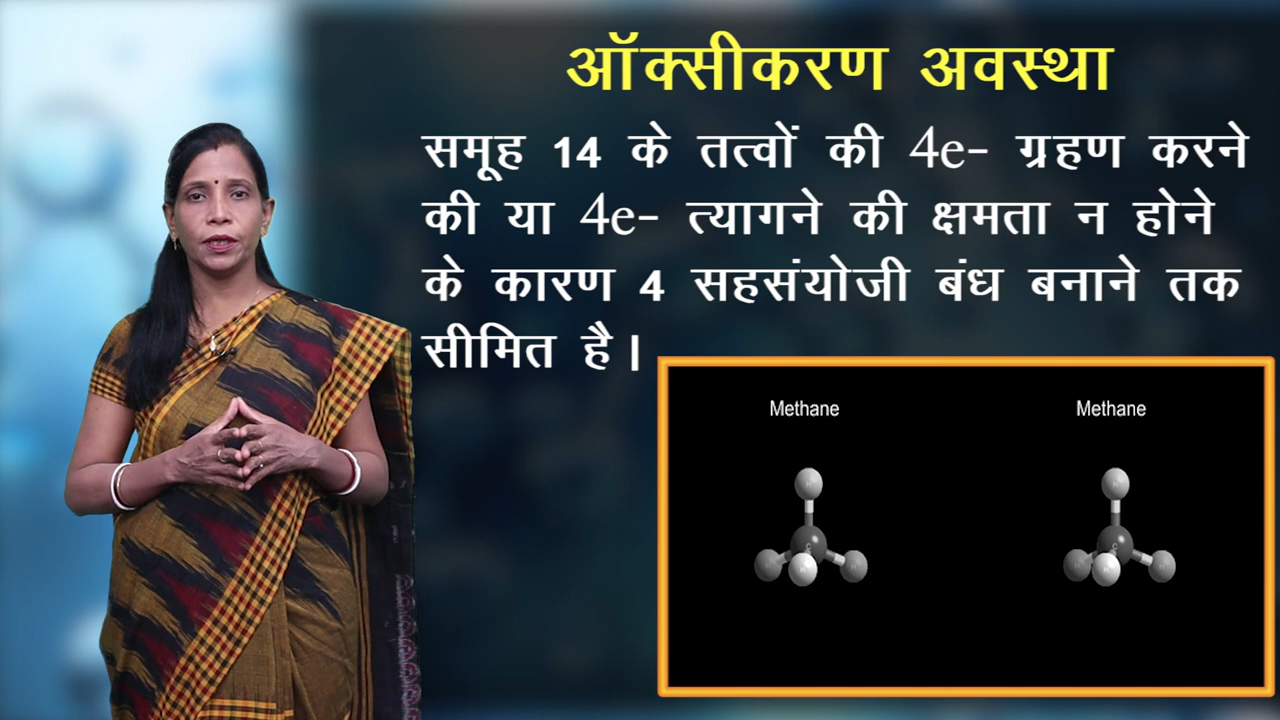 ऑक्सीकरण अवस्था
समूह 14 के तत्वों की 4e- ग्रहण करने
की या 4e- त्यागने की क्षमता न होने
के कारण 4 सहसंयोजी बंध बनाने तक
सीमित है।
Methane
Methane